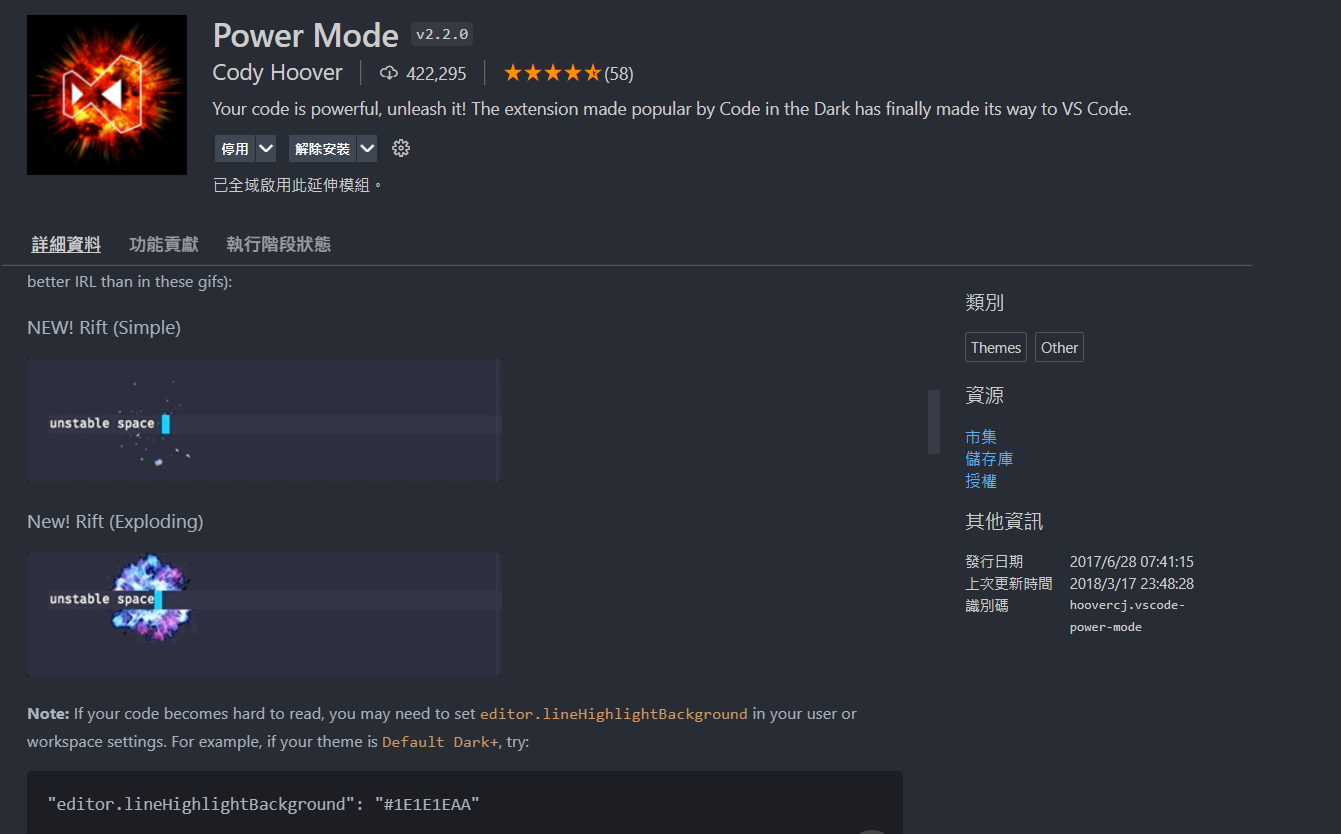 Power Mode v2.2.0
Cody Hoover 422,295 (58)
Your code is powerful, unleash it! The extension made popular by Code in the Dark has finally made its way to VS Code.
停用 解除安裝
已全域啟用此延伸模組。
詳細資料 功能貢獻 執行階段狀態
better IRL than in these gifs):
NEW! Rift (Simple)
unstable space
New! Rift (Exploding)
unstable space
Note: If your code becomes hard to read, you may need to set editor.lineHighlightBackground in your user or
workspace settings. For example, if your theme is Default Dark+, try:
"editor.lineHighlightBackground": "#1E1E1EAA"
類別
Themes Other
資源
市集
儲存庫
授權
其他資訊
發行日期 2017/6/28 07:41:15
上次更新時間 2018/3/17 23:48:28
識別碼 hoovercj.vscode-
power-mode